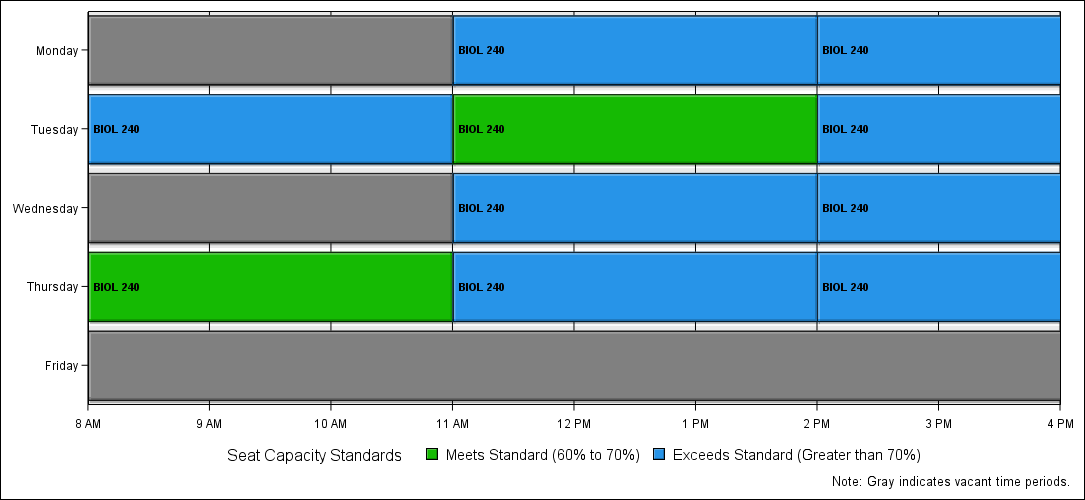 Monday
BIOL 240
BIOL 240
Tuesday
BIOL 240
BIOL 240
BIOL 240
Wednesday
BIOL 240
BIOL 240
Thursday
BIOL 240
BIOL 240
BIOL 240
Friday
8 AM 9 AM 10 AM 11 AM 12 PM 1 PM 2 PM 3 PM 4 PM
Seat Capacity Standards Meets Standard (60% to 70%) Exceeds Standard (Greater than 70%)
Note: Gray indicates vacant time periods.